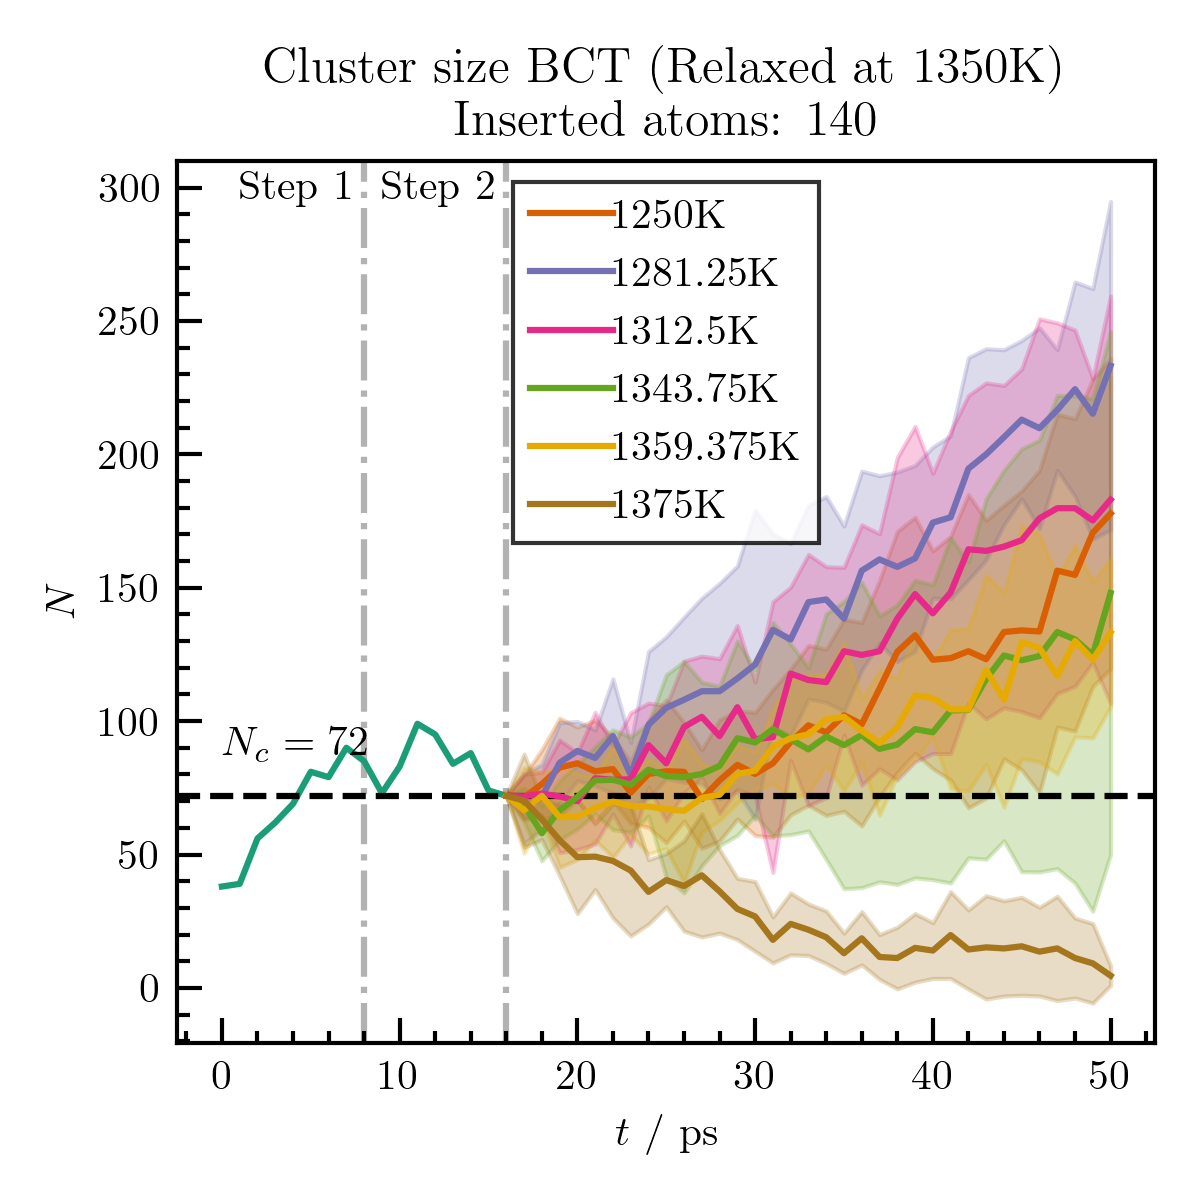 Cluster size BCT (Relaxed at 1350K)
Inserted atoms: 140
300
250
200
150
100
50
0
N
Step 1
Step 2
1250K
1281.25K
1312.5K
1343.75K
1359.375K
1375K
N_c = 72
0
10
20
30
40
50
t / ps